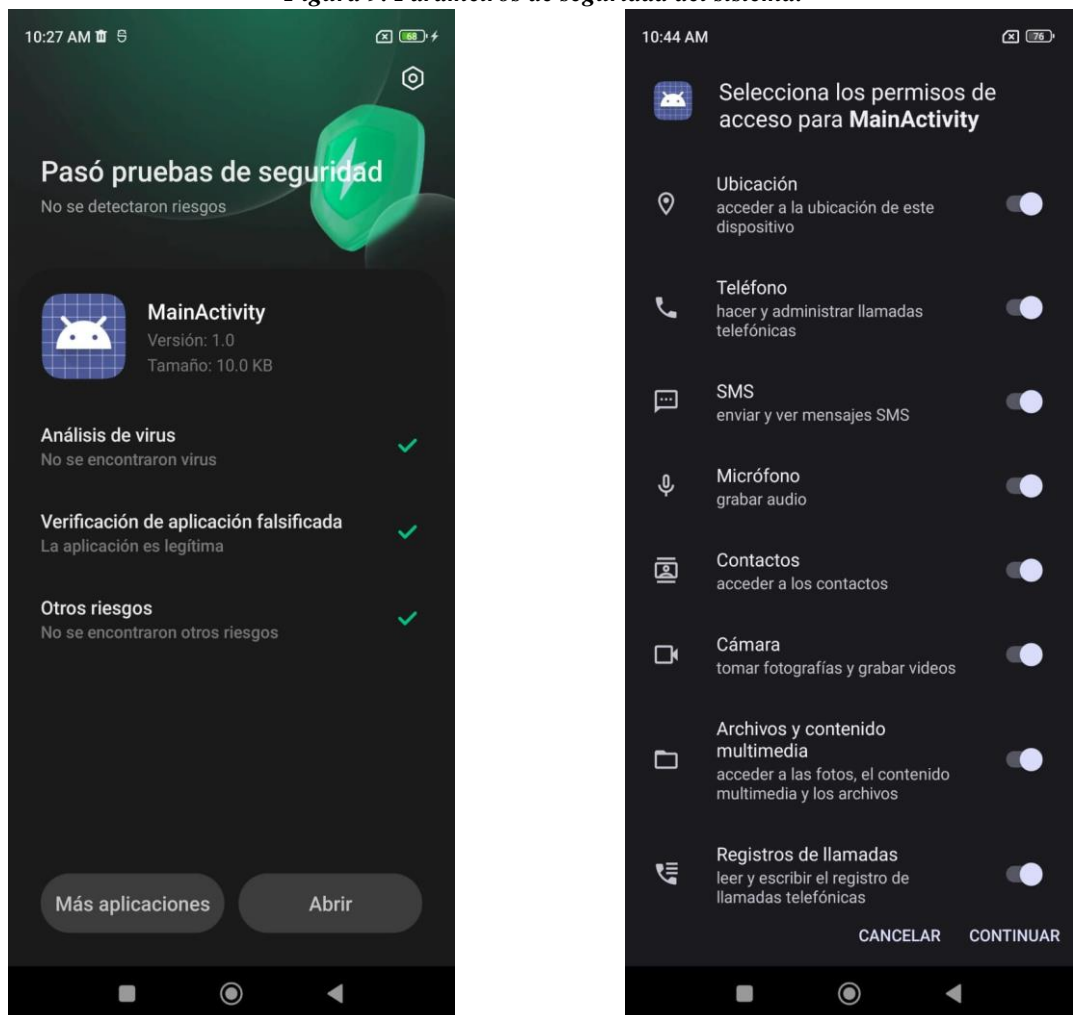 Figura 7. Parámetros de seguridad del sistema.
10:27 AM
68
Pasó pruebas de seguridad
No se detectaron riesgos
MainActivity
Versión: 1.0
Tamaño: 10.0 KB
Análisis de virus
No se encontraron virus
Verificación de aplicación falsificada
La aplicación es legítima
Otros riesgos
No se encontraron otros riesgos
Más aplicaciones
Abrir
10:44 AM
76
Selecciona los permisos de
acceso para MainActivity
Ubicación
acceder a la ubicación de este
dispositivo
Teléfono
hacer y administrar llamadas
telefónicas
SMS
enviar y ver mensajes SMS
Micrófono
grabar audio
Contactos
acceder a los contactos
Cámara
tomar fotografías y grabar videos
Archivos y contenido
multimedia
acceder a las fotos, el contenido
multimedia y los archivos
Registros de llamadas
leer y escribir el registro de
llamadas telefónicas
CANCELAR CONTINUAR